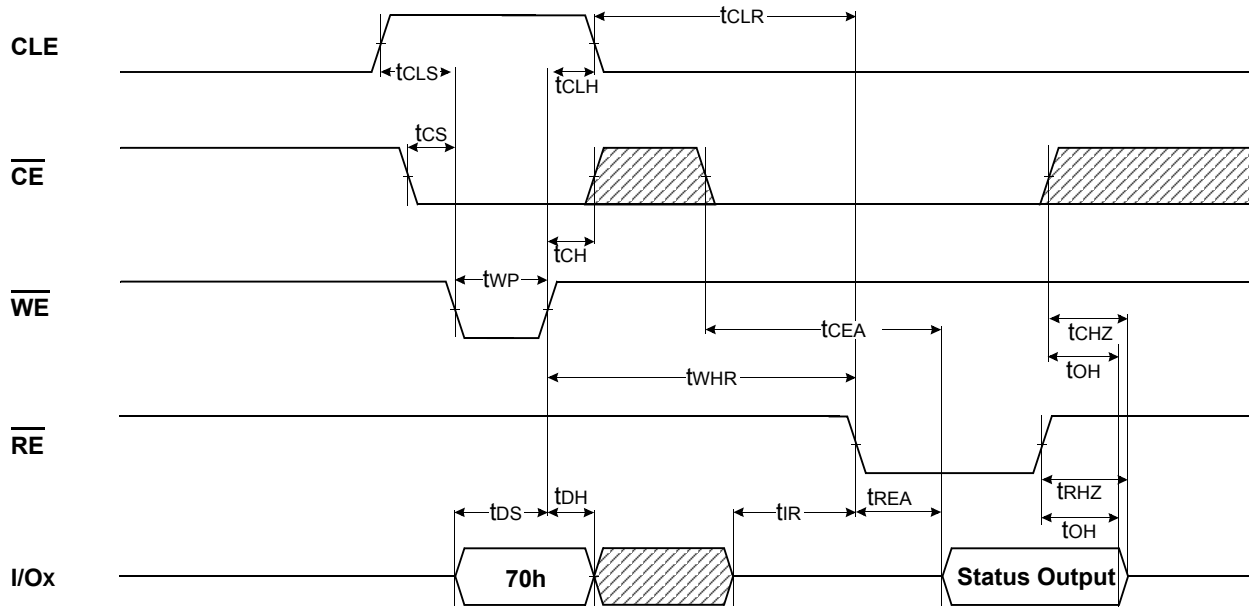 tCLR
CLE
tCLS
tCLH
tCS
CE
tCH
tWP
WE
tCEA
tCHZ
tOH
tWHR
RE
tDH
tRHZ
tDS
tIR
tREA
tOH
I/Ox
70h
Status Output